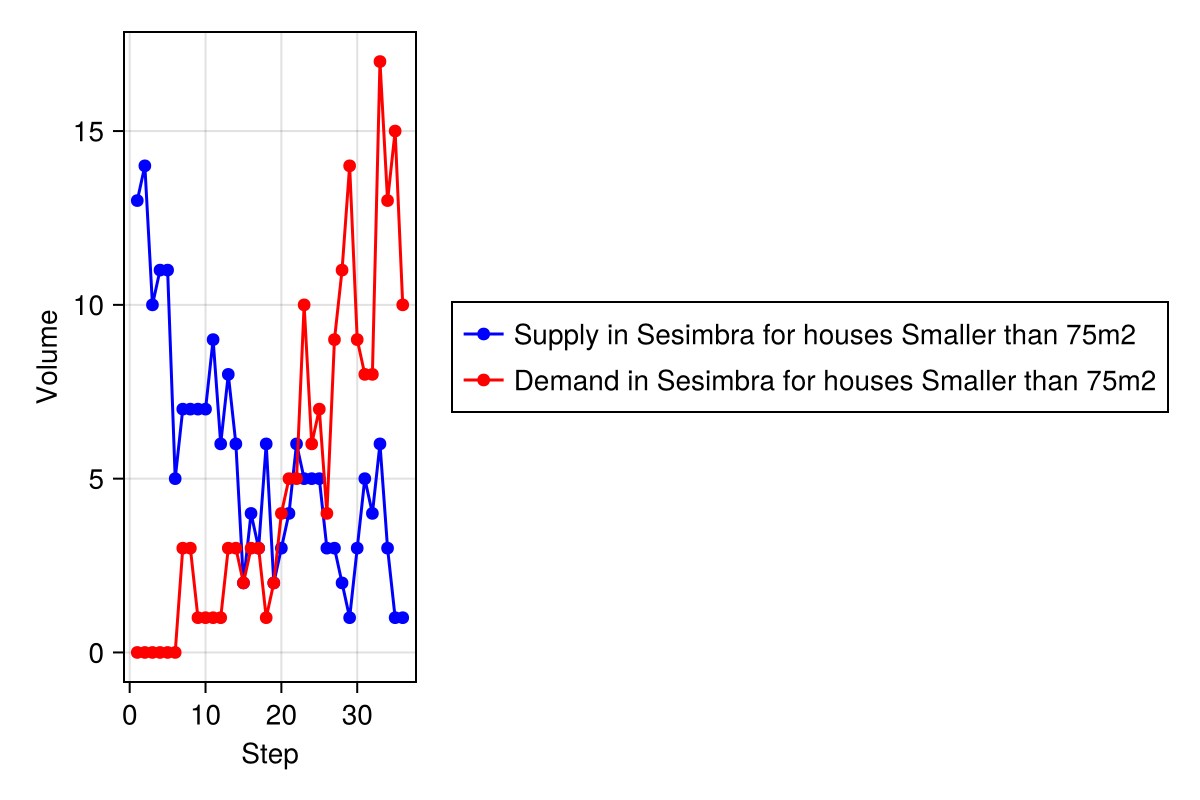 Volume
15
10
5
0
0 10 20 30
Step
Supply in Sesimbra for houses Smaller than 75m2
Demand in Sesimbra for houses Smaller than 75m2